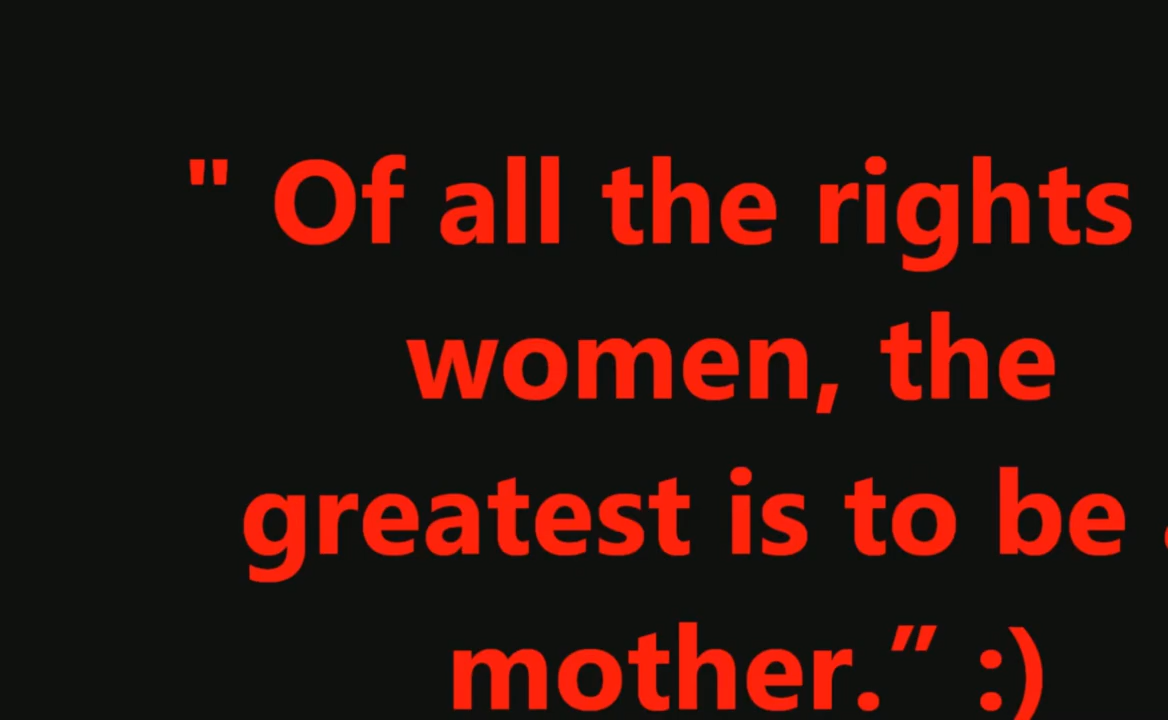 " Of all the rights
women, the
greatest is to be
mother.” :)